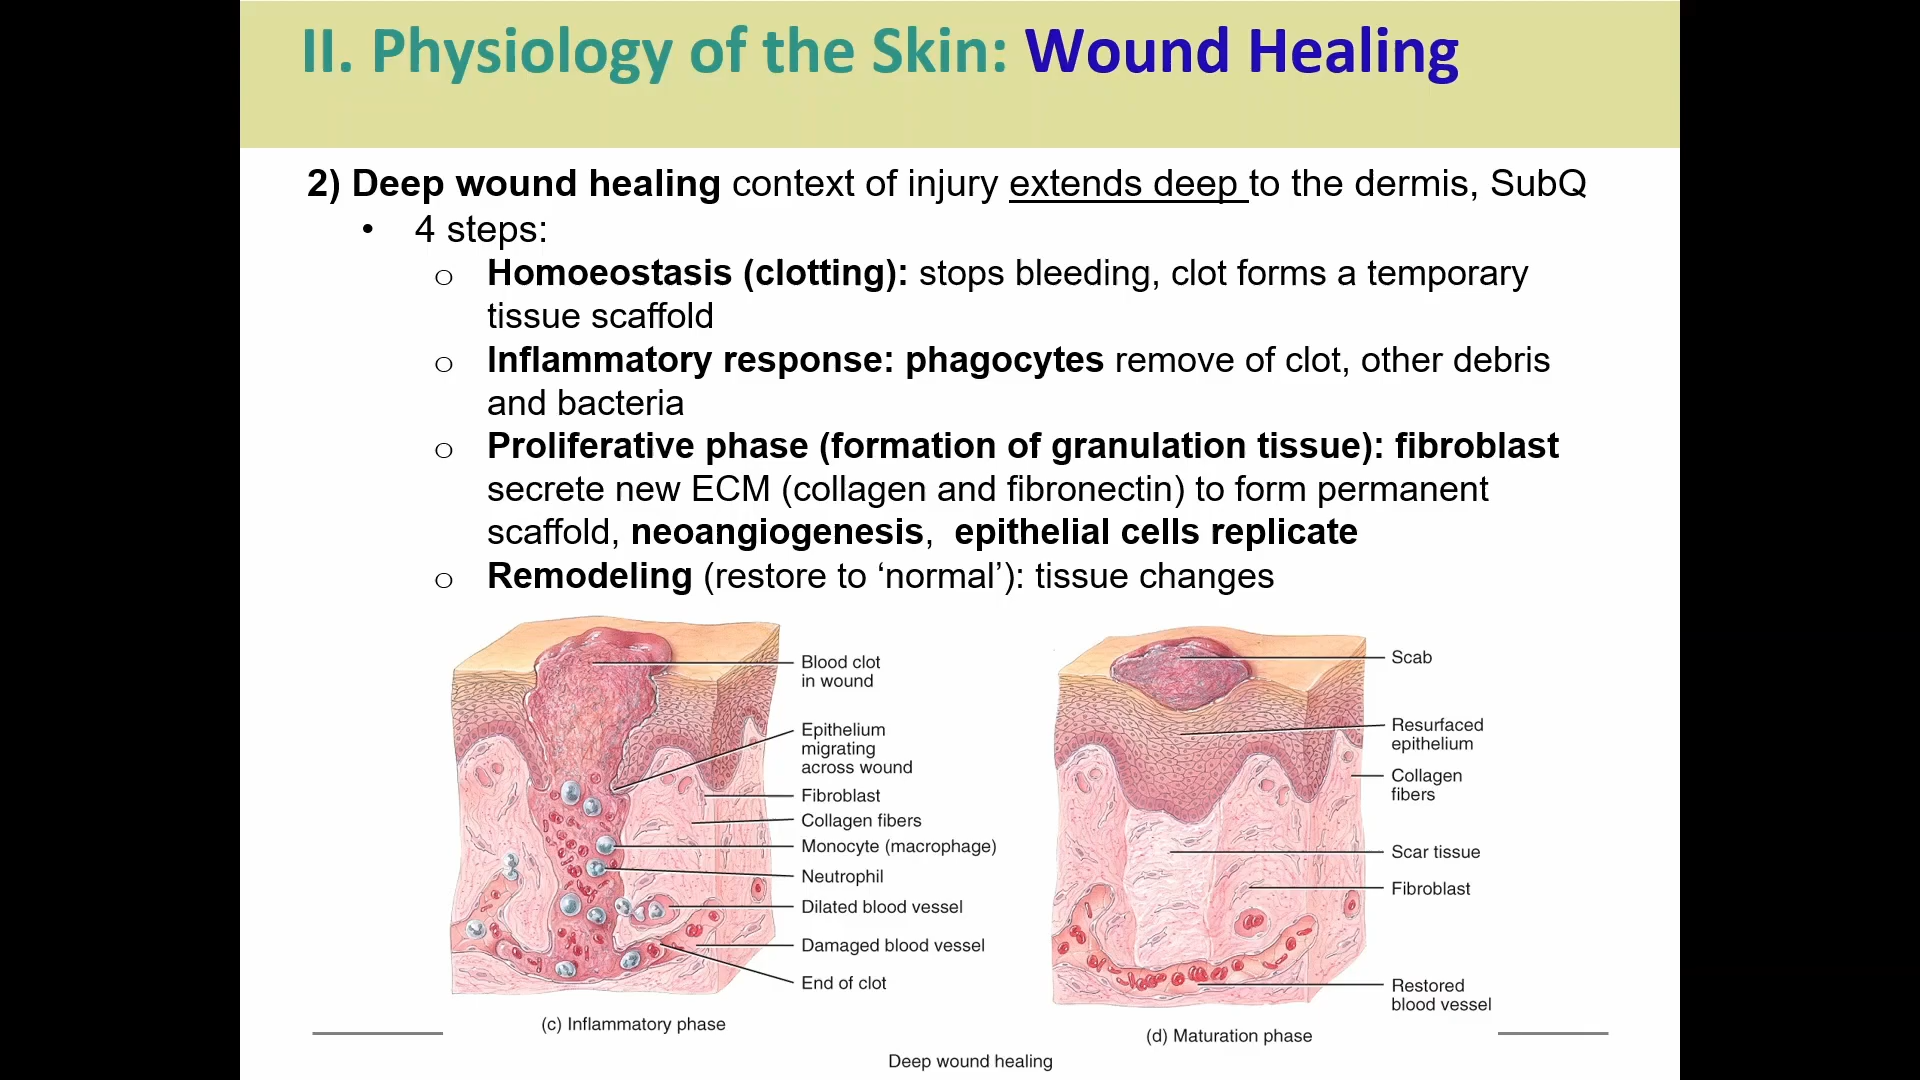 II. Physiology of the Skin: Wound Healing
2) Deep wound healing context of injury extends deep to the dermis, SubQ
• 4 steps:
o Homoeostasis (clotting): stops bleeding, clot forms a temporary
tissue scaffold
o Inflammatory response: phagocytes remove of clot, other debris
and bacteria
o Proliferative phase (formation of granulation tissue): fibroblast
secrete new ECM (collagen and fibronectin) to form permanent
scaffold, neoangiogenesis, epithelial cells replicate
o Remodeling (restore to ‘normal’): tissue changes
Blood clot
in wound
Epithelium
migrating
across wound
Fibroblast
Collagen fibers
Monocyte (macrophage)
Neutrophil
Dilated blood vessel
Damaged blood vessel
End of clot
(c) Inflammatory phase
Scab
Resurfaced
epithelium
Collagen
fibers
Scar tissue
Fibroblast
Restored
blood vessel
(d) Maturation phase
Deep wound healing